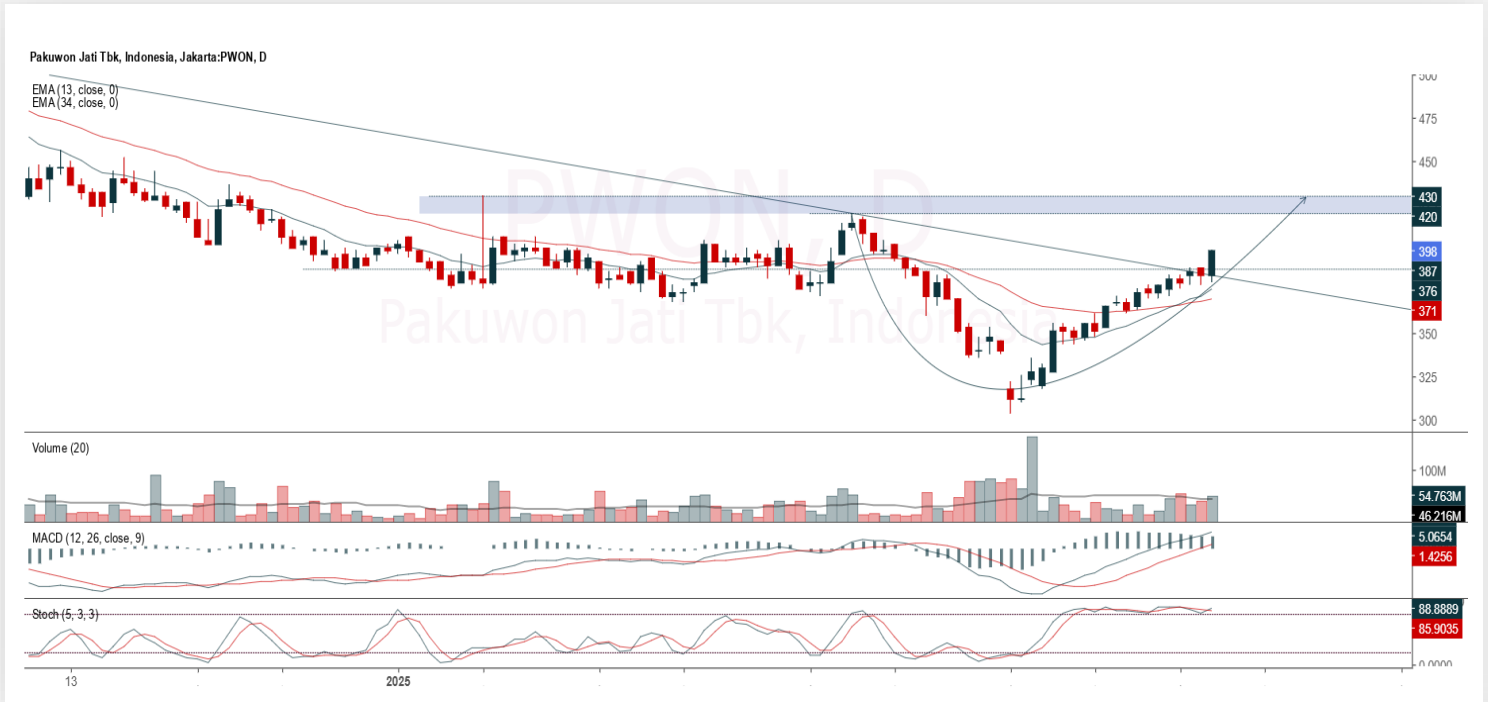 Pakuwon Jati Tbk, Indonesia, Jakarta:PWON, D
EMA (13, close, 0)
EMA (34, close, 0)
PWON, D
Pakuwon Jati Tbk, Indonesia
500
475
450
430
420
398
387
376
371
350
325
300
Volume (20)
100M
54.763M
46.216M
MACD (12, 26, close, 9)
5.0654
1.4256
Stoch (5, 3, 3)
88.8889
85.9035
0.0000
13
2025